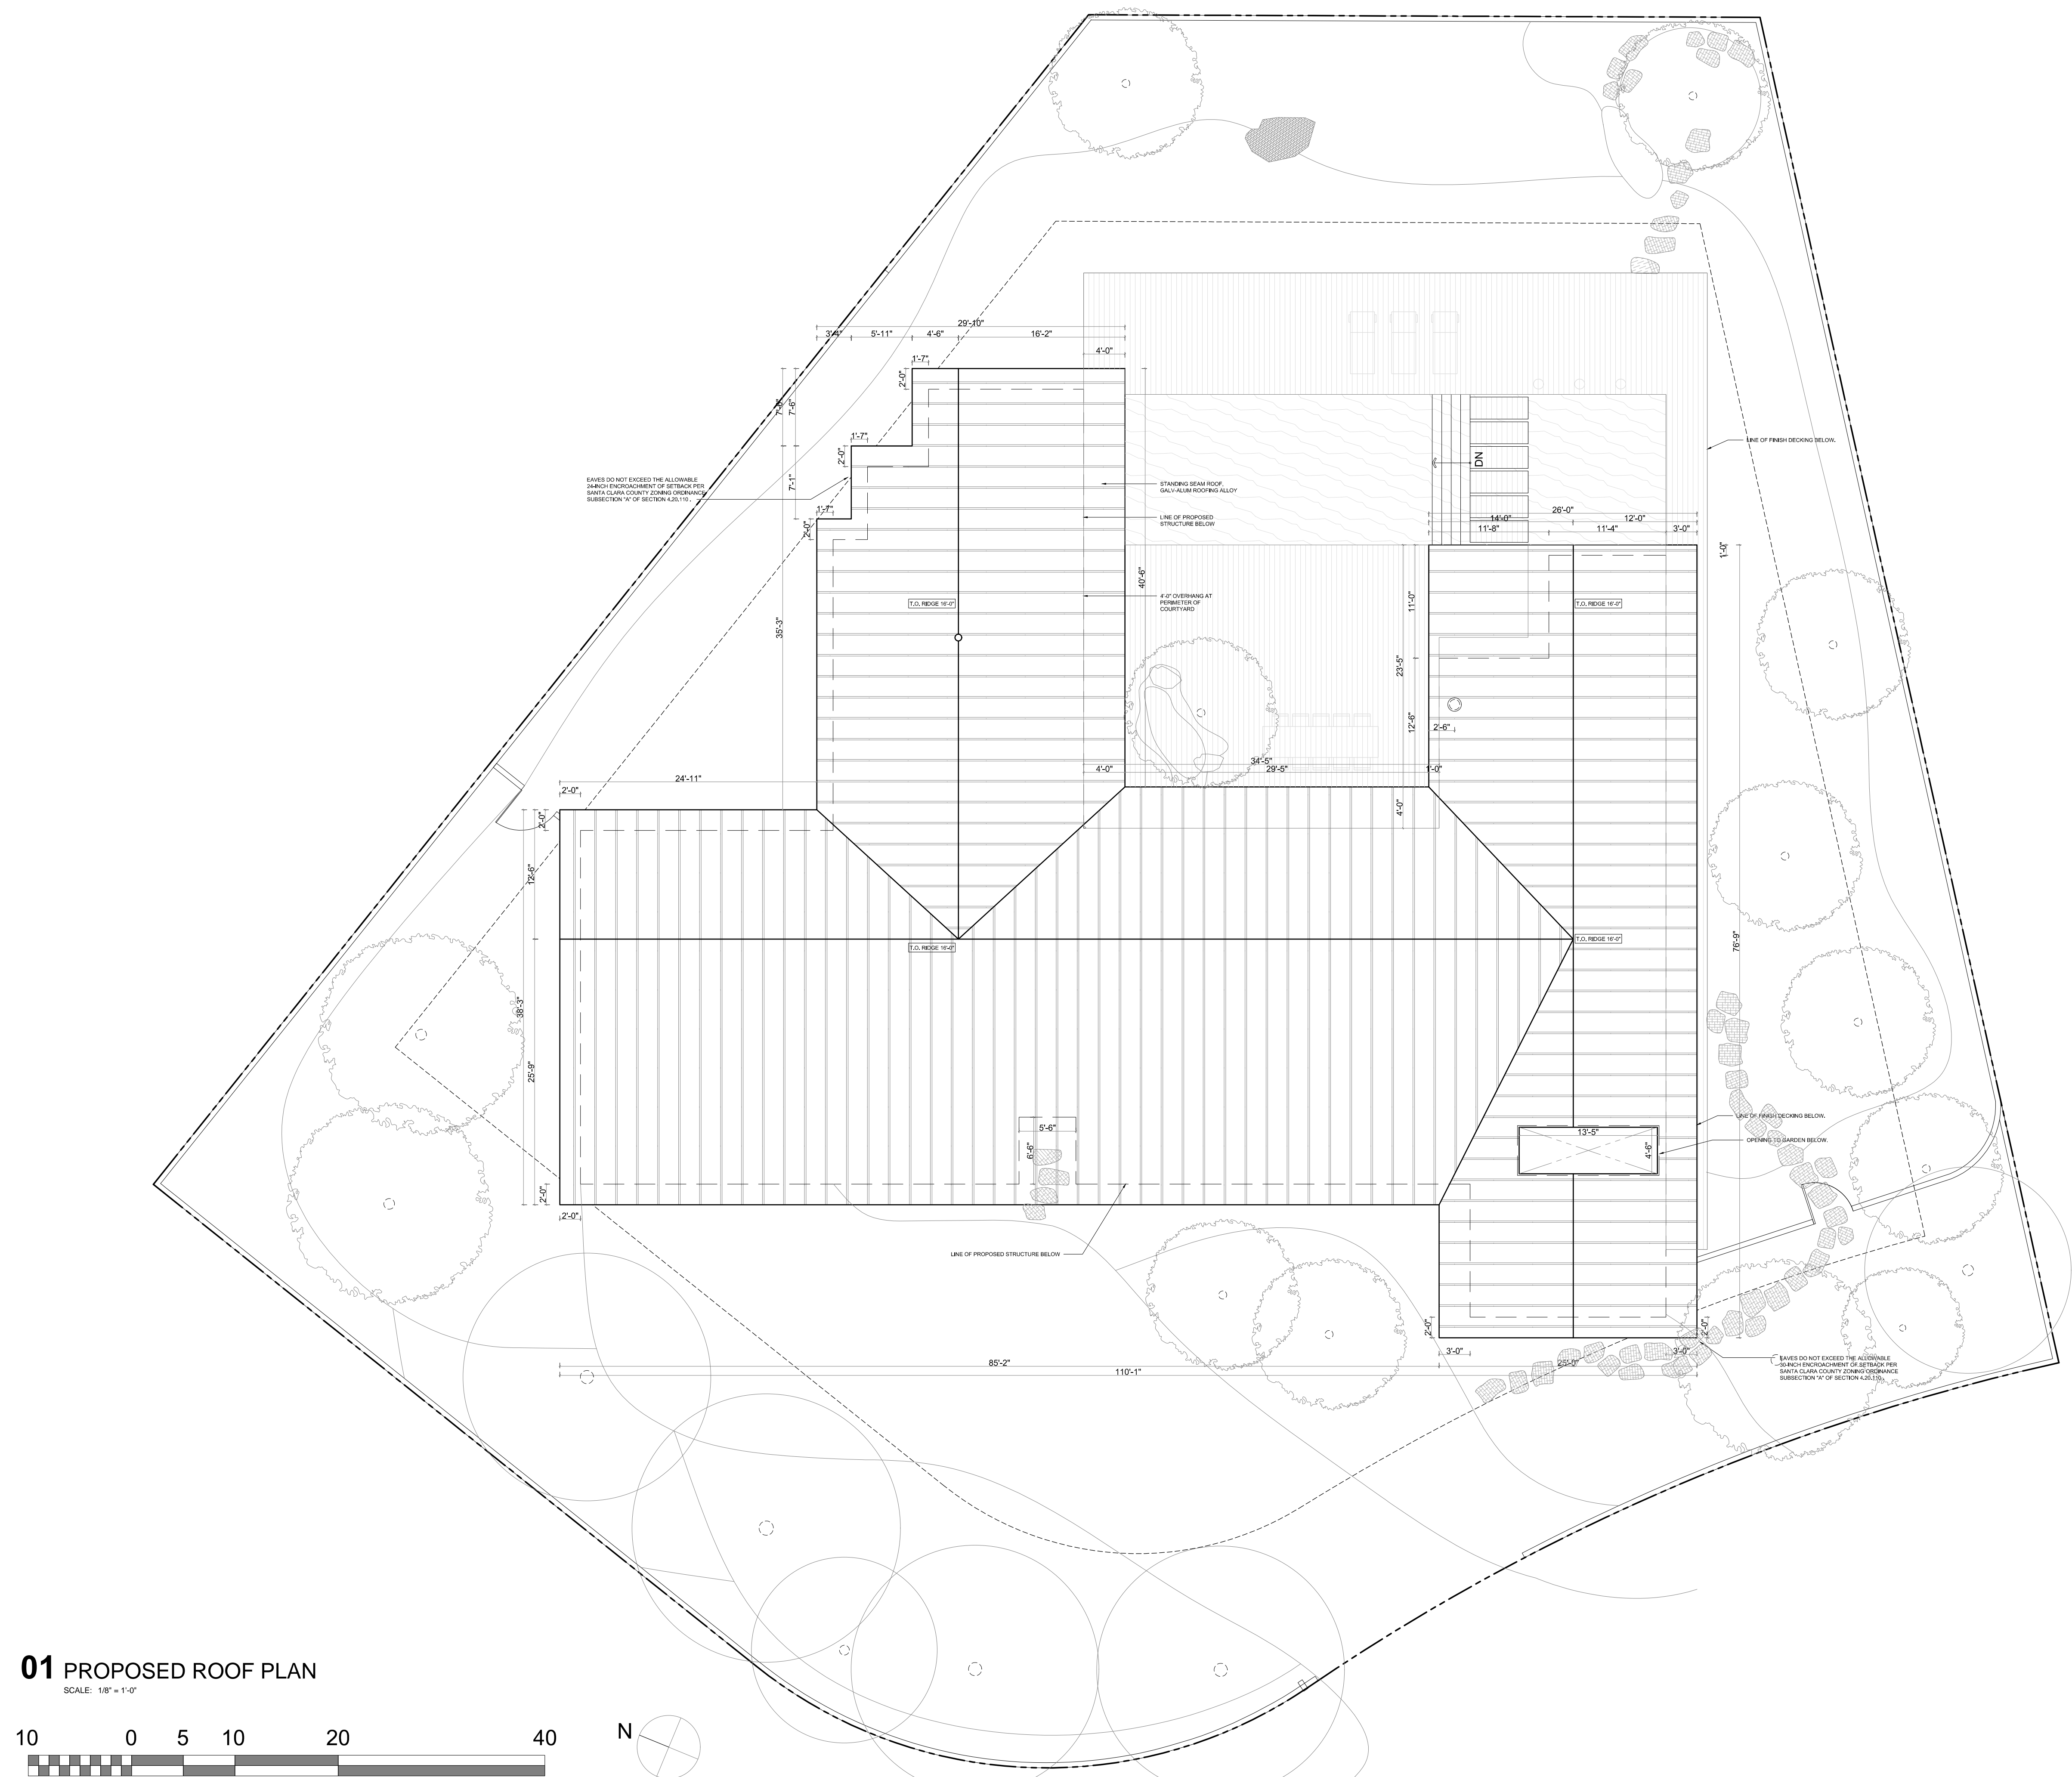 29'-10"
3'-4"
5'-11"
4'-6"
16'-2"
4'-0"
1'-7"
2'-0"
7'-6"
7'-6"
1'-7"
2'-0"
7'-1"
1'-7"
2'-0"
35'-3"
40'-6"
EAVES DO NOT EXCEED THE ALLOWABLE
24-INCH ENCROACHMENT OF SETBACK PER
SANTA CLARA COUNTY ZONING ORDINANCE
SUBSECTION "A" OF SECTION 4.20.110 .
STANDING SEAM ROOF,
GALV-ALUM ROOFING ALLOY
LINE OF PROPOSED
STRUCTURE BELOW
4'-0" OVERHANG AT
PERIMETER OF
COURTYARD
LINE OF FINISH DECKING BELOW.
DN
26'-0"
14'-0"
12'-0"
11'-8"
11'-4"
3'-0"
1'-0"
11'-0"
23'-5"
12'-6"
2'-6"
T.O. RIDGE 16'-0"
T.O. RIDGE 16'-0"
34'-5"
4'-0"
29'-5"
1'-0"
4'-0"
24'-11"
2'-0"
2'-0"
12'-6"
38'-3"
25'-9"
2'-0"
2'-0"
T.O. RIDGE 16'-0"
T.O. RIDGE 16'-0"
76'-9"
5'-6"
6'-6"
LINE OF FINISH DECKING BELOW.
13'-5"
4'-6"
OPENING TO GARDEN BELOW.
LINE OF PROPOSED STRUCTURE BELOW
2'-0"
2'-0"
3'-0"
3'-0"
85'-2"
25'-0"
110'-1"
EAVES DO NOT EXCEED THE ALLOWABLE
30-INCH ENCROACHMENT OF SETBACK PER
SANTA CLARA COUNTY ZONING ORDINANCE
SUBSECTION "A" OF SECTION 4.20.110 .
01 PROPOSED ROOF PLAN
SCALE: 1/8" = 1'-0"
10 0 5 10 20 40
N